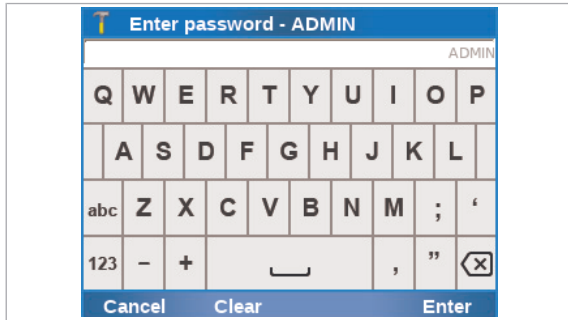 Enter password - ADMIN
ADMIN
Q W E R T Y U I O P
A S D F G H J K L
abc Z X C V B N M ; ‘
123 - + , ”
Cancel Clear Enter